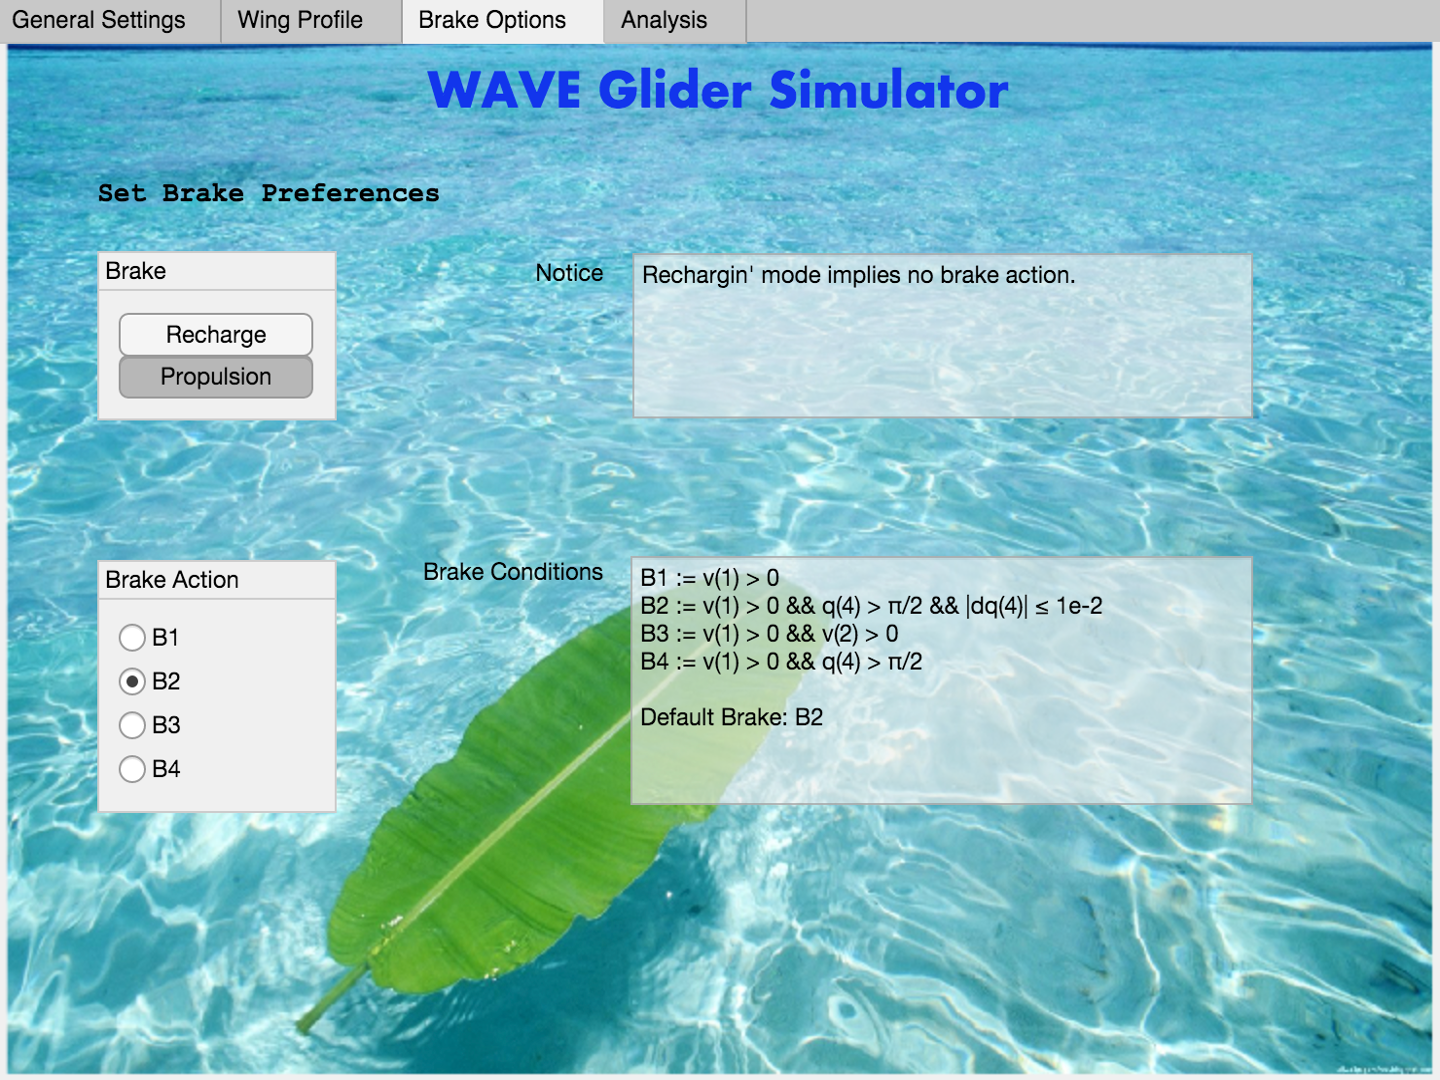 General Settings
Wing Profile
Brake Options
Analysis
WAVE Glider Simulator
Set Brake Preferences
Brake
Recharge
Propulsion
Notice
Rechargin' mode implies no brake action.
Brake Action
B1
B2
B3
B4
Brake Conditions
B1 := v(1) > 0
B2 := v(1) > 0 && q(4) > π/2 && |dq(4)| ≤ 1e-2
B3 := v(1) > 0 && v(2) > 0
B4 := v(1) > 0 && q(4) > π/2
Default Brake: B2